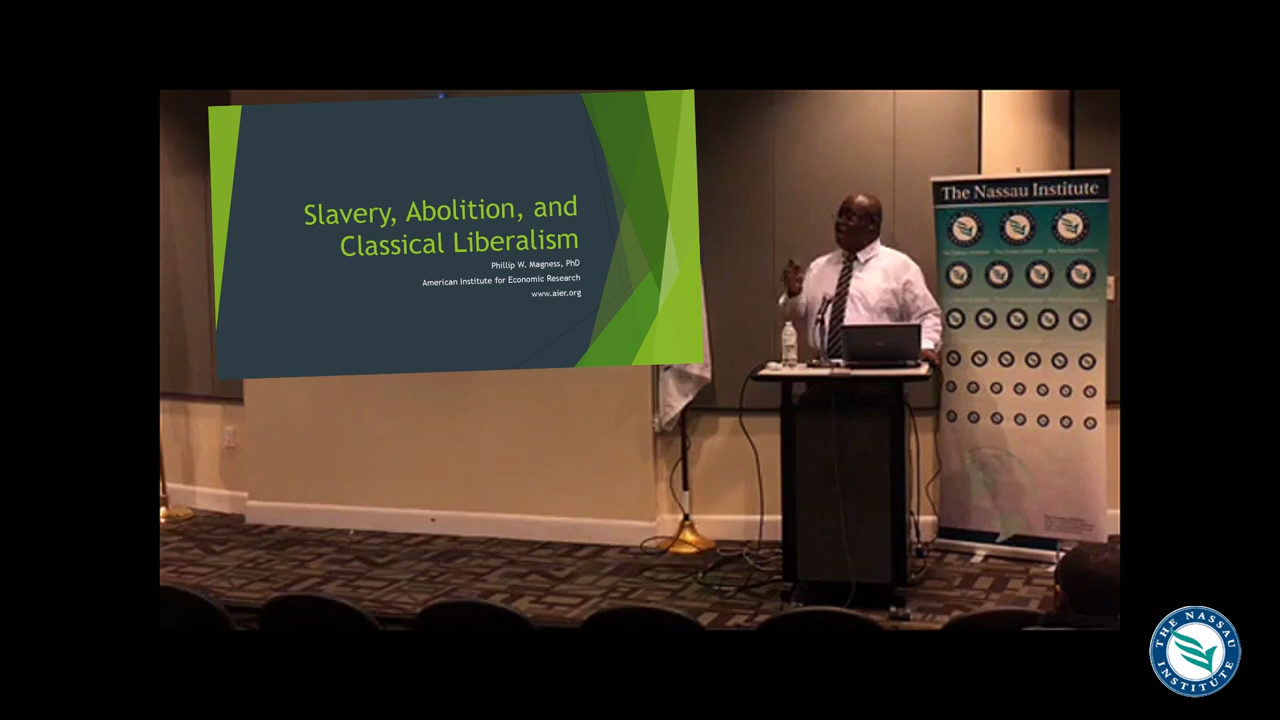 Slavery, Abolition, and
Classical Liberalism
Phillip W. Magness, PhD
American Institute for Economic Research
www.aier.org
The Nassau Institute
THE NASSAU
INSTITUTE